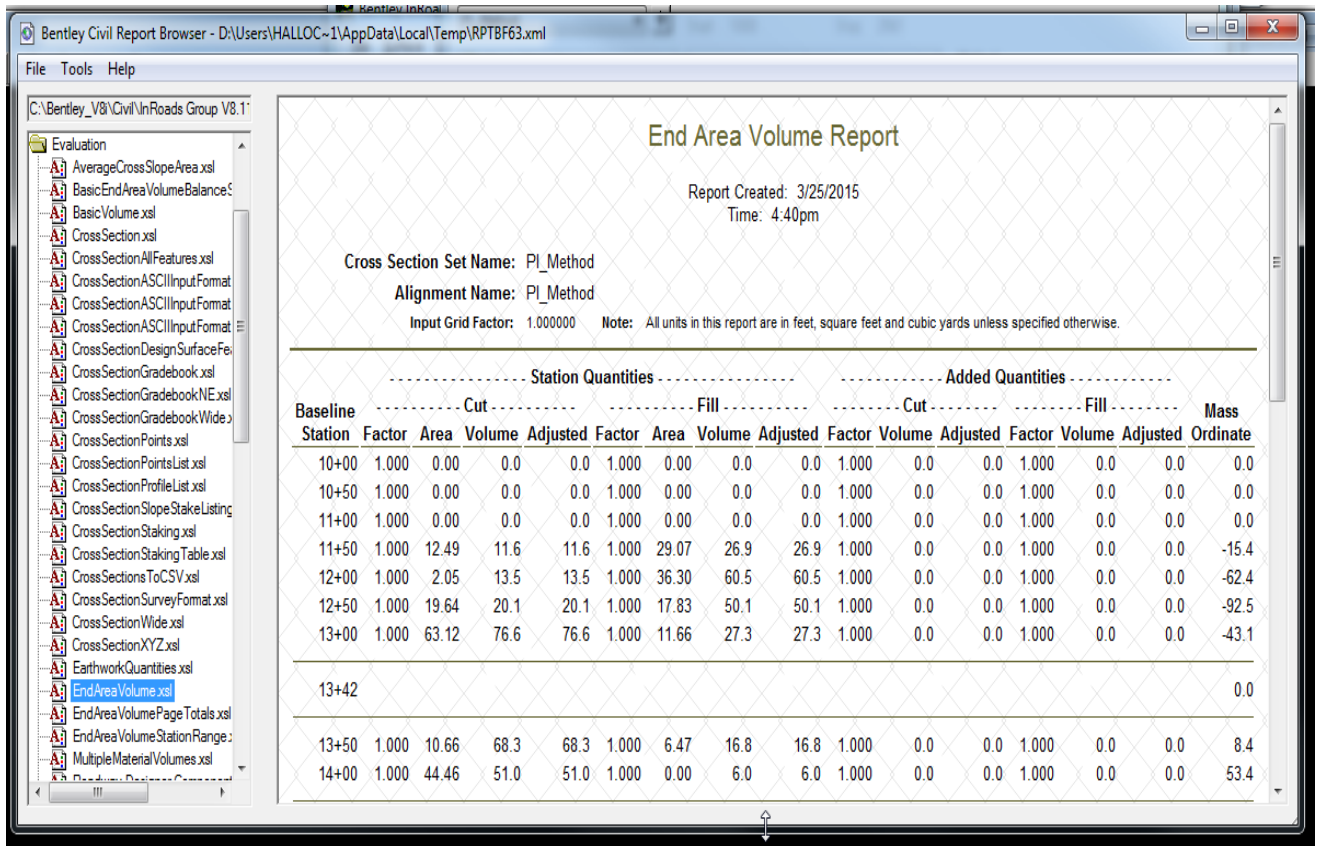 Bentley InRoa
Bentley Civil Report Browser - D:\Users\HALLOC~1\AppData\Local\Temp\RPTBF63.xml
File Tools Help
C:\Bentley_V8i\Civil\InRoads Group V8.1
Evaluation
AverageCrossSlopeArea.xsl
BasicEndAreaVolumeBalanceS
BasicVolume.xsl
CrossSection.xsl
CrossSectionAllFeatures.xsl
CrossSectionASCIIInputFormat
CrossSectionASCIIInputFormat
CrossSectionASCIIInputFormat
CrossSectionDesignSurfaceFea
CrossSectionGradebook.xsl
CrossSectionGradebookNE.xsl
CrossSectionGradebookWide.x
CrossSectionPoints.xsl
CrossSectionPointsList.xsl
CrossSectionProfileList.xsl
CrossSectionSlopeStakeListing
CrossSectionStaking.xsl
CrossSectionStakingTable.xsl
CrossSectionsToCSV.xsl
CrossSectionSurveyFormat.xsl
CrossSectionWide.xsl
CrossSectionXYZ.xsl
EarthworkQuantities.xsl
EndAreaVolume.xsl
EndAreaVolumePageTotals.xsl
EndAreaVolumeStationRange.x
MultipleMaterialVolumes.xsl
End Area Volume Report
Report Created: 3/25/2015
Time: 4:40pm
Cross Section Set Name: PI_Method
Alignment Name: PI_Method
Input Grid Factor: 1.000000 Note: All units in this report are in feet, square feet and cubic yards unless specified otherwise.
- - - - - - - - - - - - - - - - Station Quantities - - - - - - - - - - - - - - - - - - - - - - - - - - - - Added Quantities - - - - - - - - - - - -
Baseline - - - - - - - - - - Cut - - - - - - - - - - - - - - - - - - - - Fill - - - - - - - - - - - - - - - - - - Cut - - - - - - - - - - - - - - - - Fill - - - - - - - - Mass
Station Factor Area Volume Adjusted Factor Area Volume Adjusted Factor Volume Adjusted Factor Volume Adjusted Ordinate
10+00 1.000 0.00 0.0 0.0 1.000 0.00 0.0 0.0 1.000 0.0 0.0 1.000 0.0 0.0 0.0
10+50 1.000 0.00 0.0 0.0 1.000 0.00 0.0 0.0 1.000 0.0 0.0 1.000 0.0 0.0 0.0
11+00 1.000 0.00 0.0 0.0 1.000 0.00 0.0 0.0 1.000 0.0 0.0 1.000 0.0 0.0 0.0
11+50 1.000 12.49 11.6 11.6 1.000 29.07 26.9 26.9 1.000 0.0 0.0 1.000 0.0 0.0 -15.4
12+00 1.000 2.05 13.5 13.5 1.000 36.30 60.5 60.5 1.000 0.0 0.0 1.000 0.0 0.0 -62.4
12+50 1.000 19.64 20.1 20.1 1.000 17.83 50.1 50.1 1.000 0.0 0.0 1.000 0.0 0.0 -92.5
13+00 1.000 63.12 76.6 76.6 1.000 11.66 27.3 27.3 1.000 0.0 0.0 1.000 0.0 0.0 -43.1
13+42 0.0
13+50 1.000 10.66 68.3 68.3 1.000 6.47 16.8 16.8 1.000 0.0 0.0 1.000 0.0 0.0 8.4
14+00 1.000 44.46 51.0 51.0 1.000 0.00 6.0 6.0 1.000 0.0 0.0 1.000 0.0 0.0 53.4